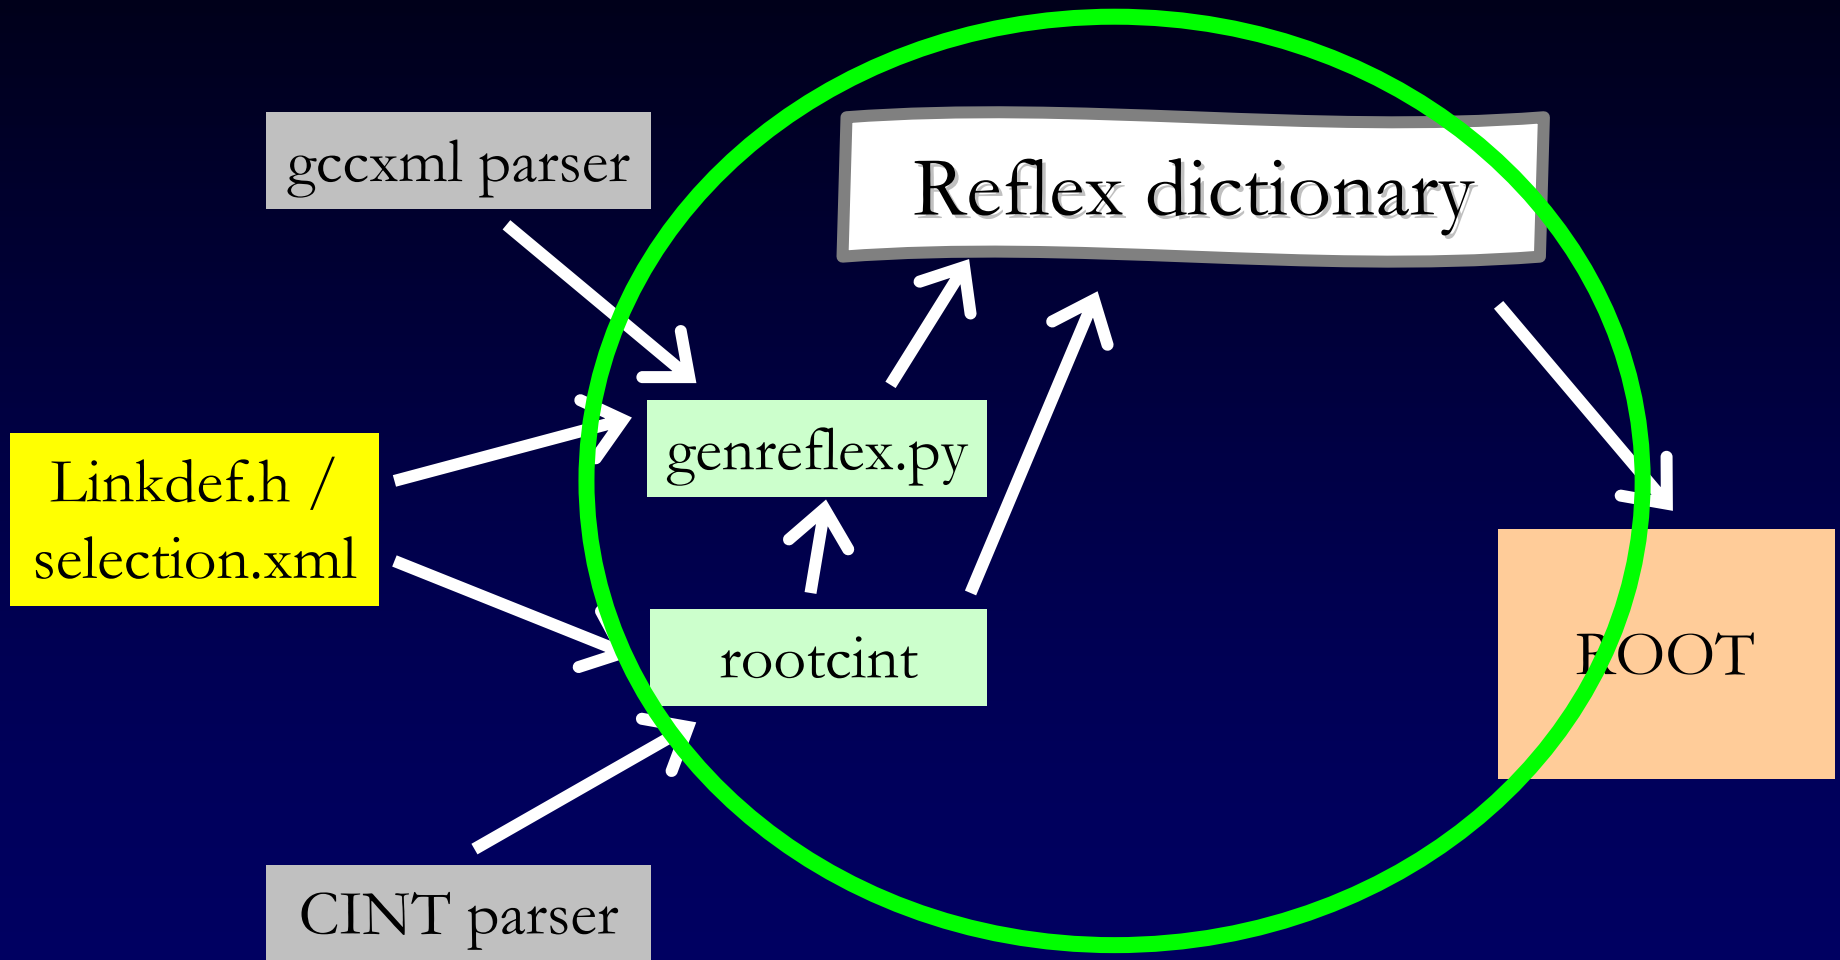 gccxml parser
Reflex dictionary
genreflex.py
Linkdef.h /
selection.xml
rootcint
ROOT
CINT parser